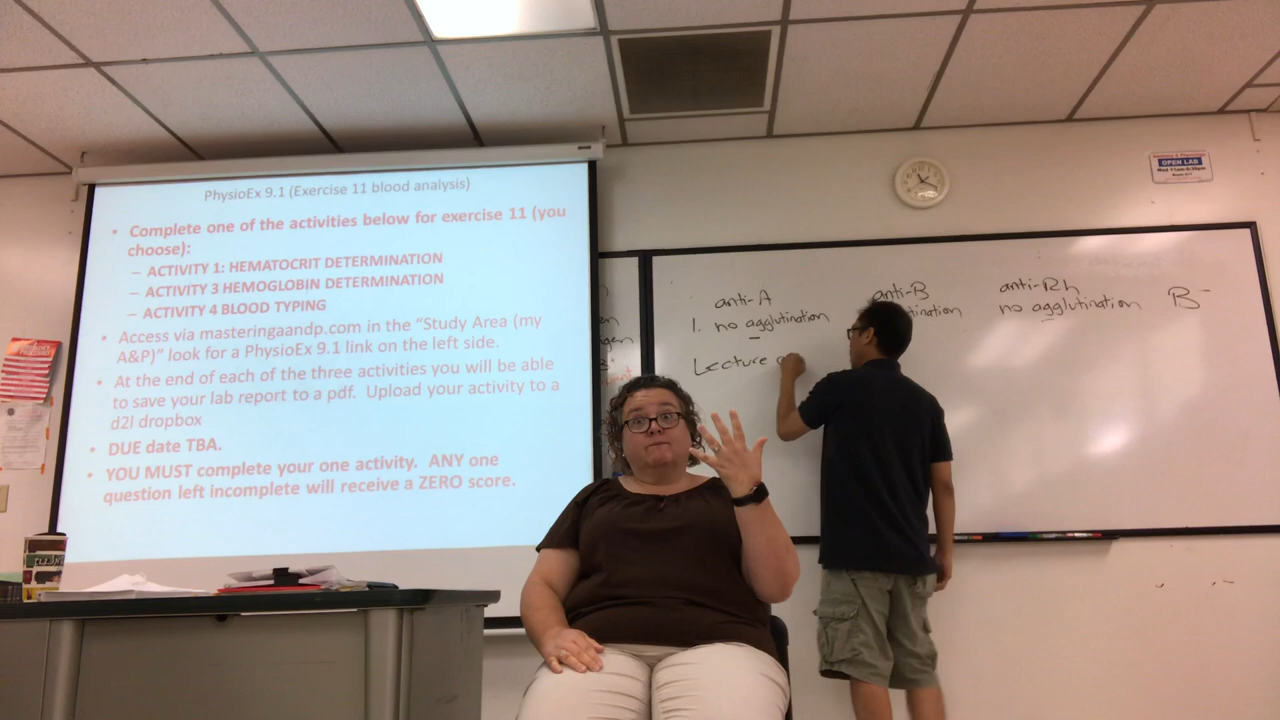 PhysioEx 9.1 (Exercise 11 blood analysis)
• Complete one of the activities below for exercise 11 (you
choose):
– ACTIVITY 1: HEMATOCRIT DETERMINATION
– ACTIVITY 3 HEMOGLOBIN DETERMINATION
– ACTIVITY 4 BLOOD TYPING
• Access via masteringaandp.com in the “Study Area (my
A&P)” look for a PhysioEx 9.1 link on the left side.
• At the end of each of the three activities you will be able
to save your lab report to a pdf. Upload your activity to a
d2l dropbox
• DUE date TBA.
• YOU MUST complete your one activity. ANY one
question left incomplete will receive a ZERO score.
anti-A anti-B anti-Rh
1. no agglutination no agglutination B⁻
Lecture
OPEN LAB